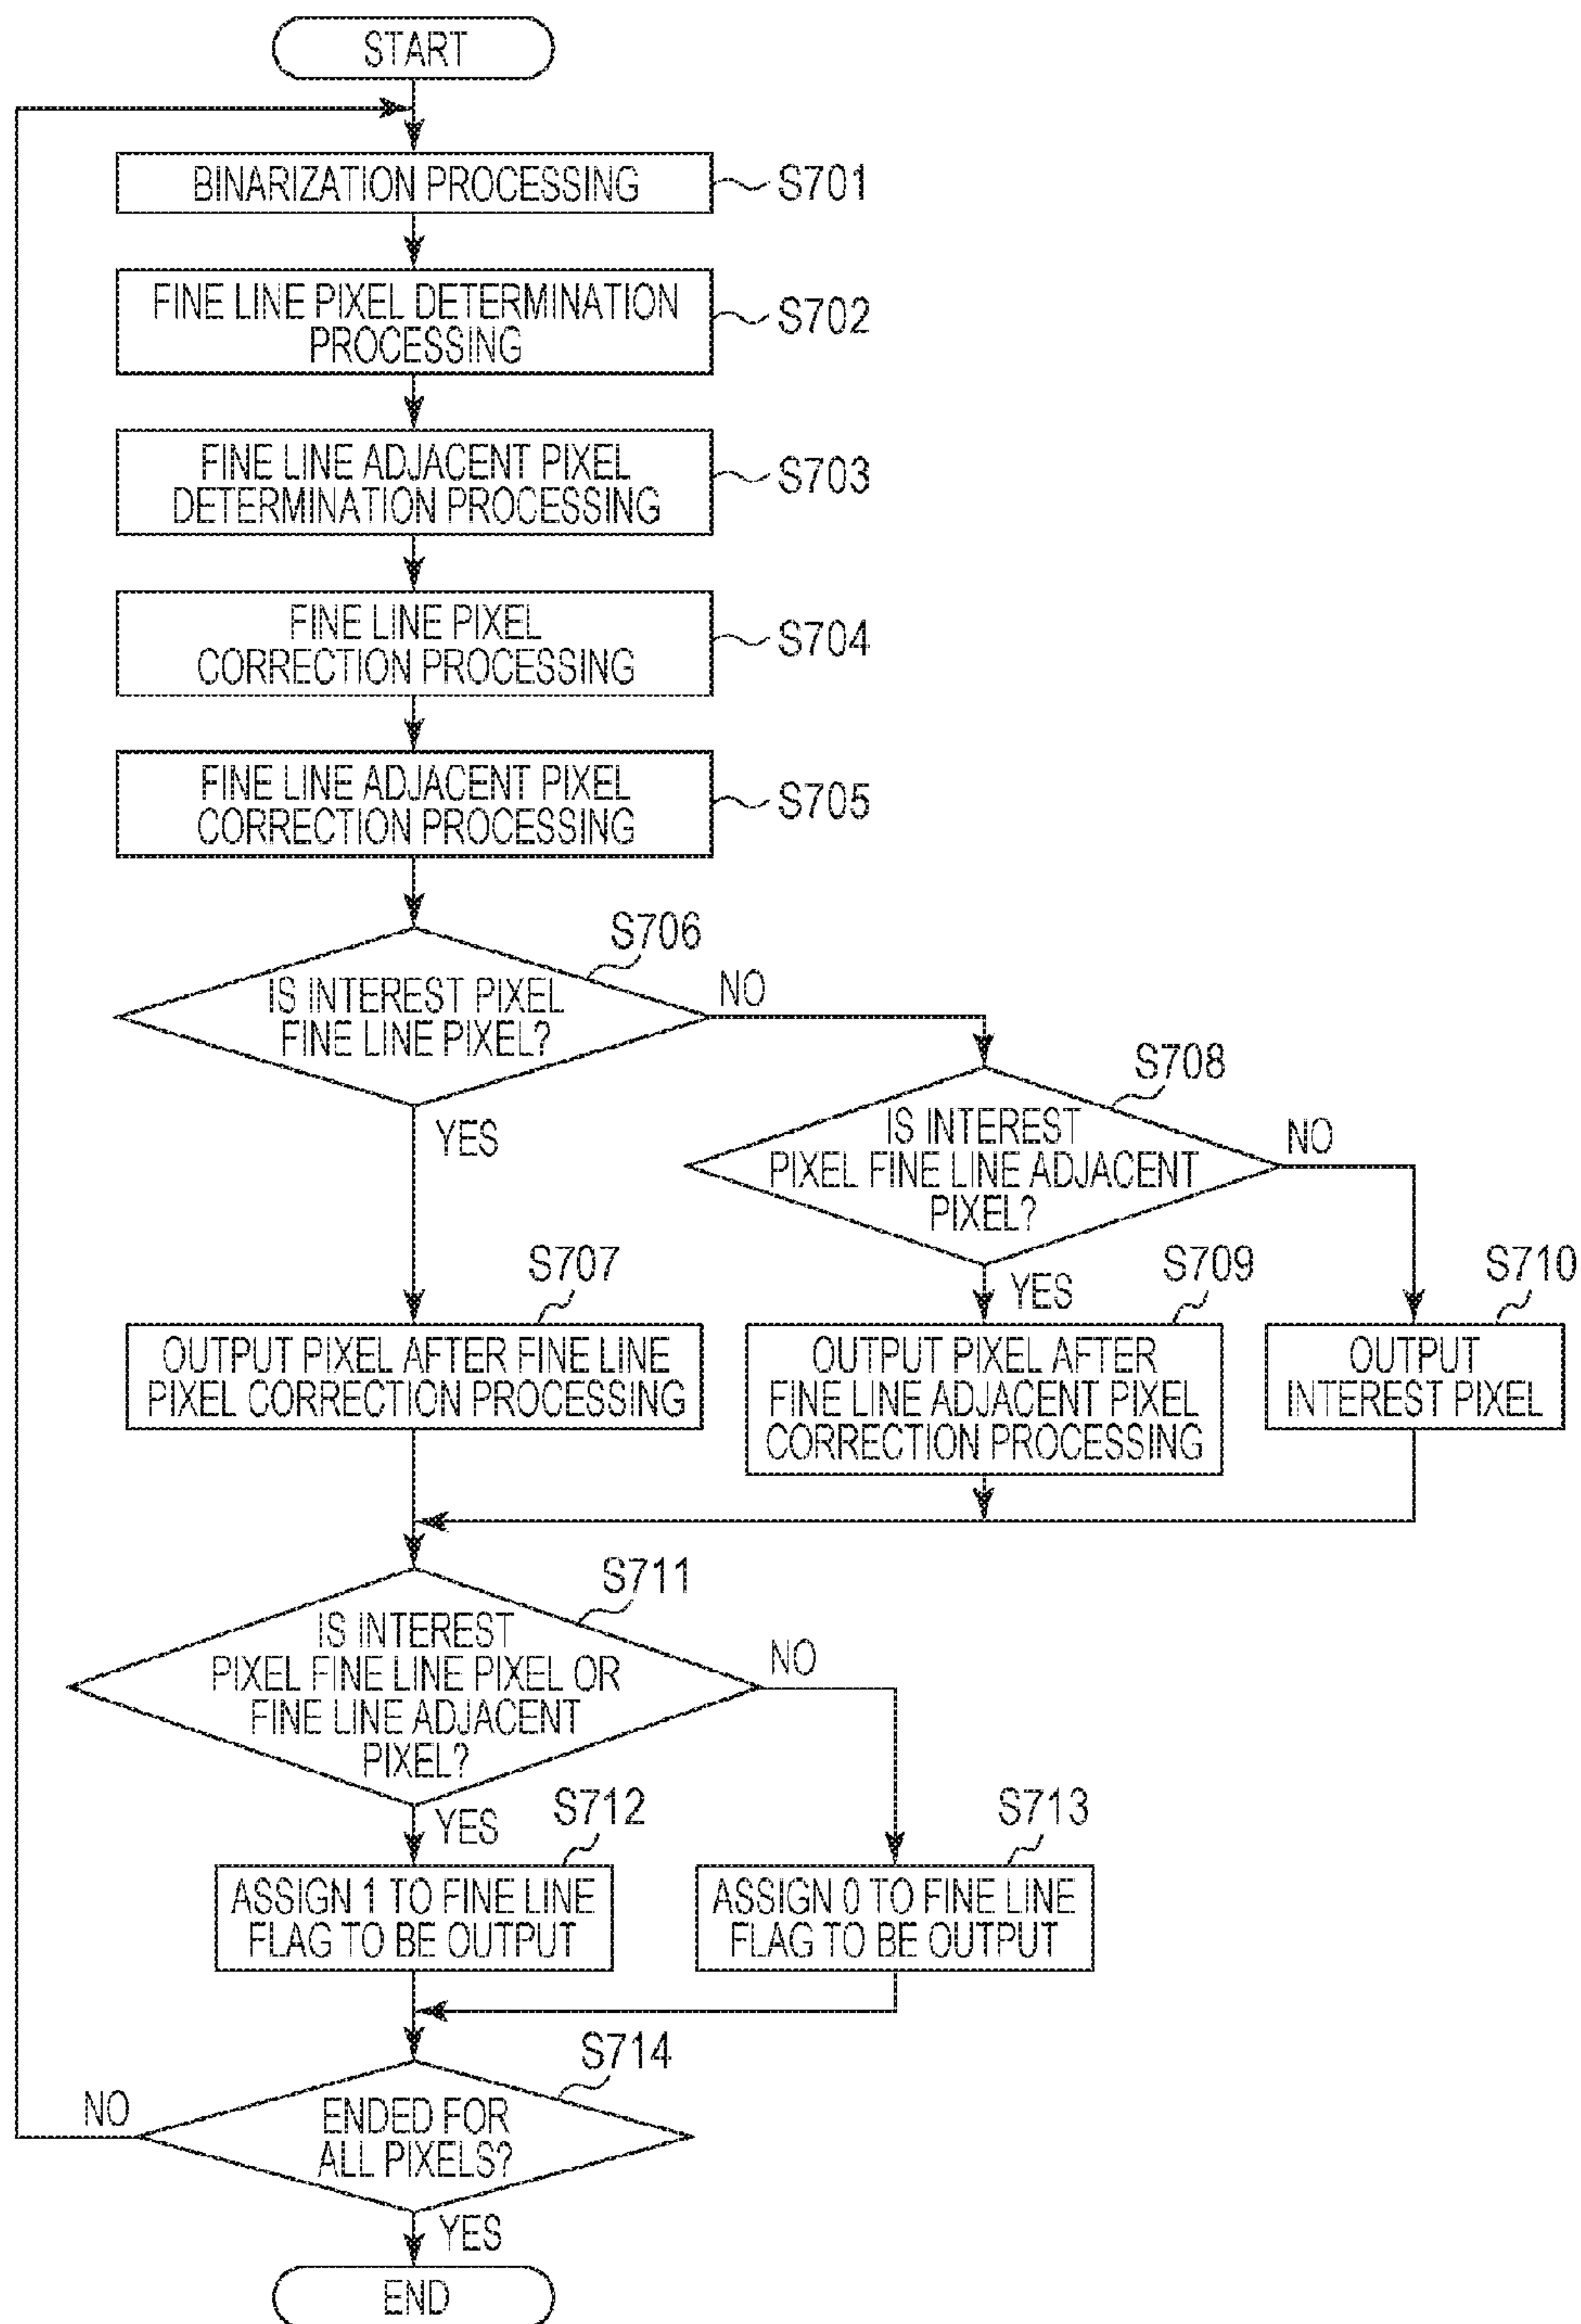 START
BINARIZATION PROCESSING
S701
FINE LINE PIXEL DETERMINATION
PROCESSING
S702
FINE LINE ADJACENT PIXEL
DETERMINATION PROCESSING
S703
FINE LINE PIXEL
CORRECTION PROCESSING
S704
FINE LINE ADJACENT PIXEL
CORRECTION PROCESSING
S705
S706
IS INTEREST PIXEL
FINE LINE PIXEL?
NO
YES
S708
IS INTEREST
PIXEL FINE LINE ADJACENT
PIXEL?
NO
YES
S707
OUTPUT PIXEL AFTER FINE LINE
PIXEL CORRECTION PROCESSING
S709
OUTPUT PIXEL AFTER
FINE LINE ADJACENT PIXEL
CORRECTION PROCESSING
S710
OUTPUT
INTEREST PIXEL
S711
IS INTEREST
PIXEL FINE LINE PIXEL OR
FINE LINE ADJACENT
PIXEL?
NO
YES
S712
ASSIGN 1 TO FINE LINE
FLAG TO BE OUTPUT
S713
ASSIGN 0 TO FINE LINE
FLAG TO BE OUTPUT
S714
ENDED FOR
ALL PIXELS?
NO
YES
END